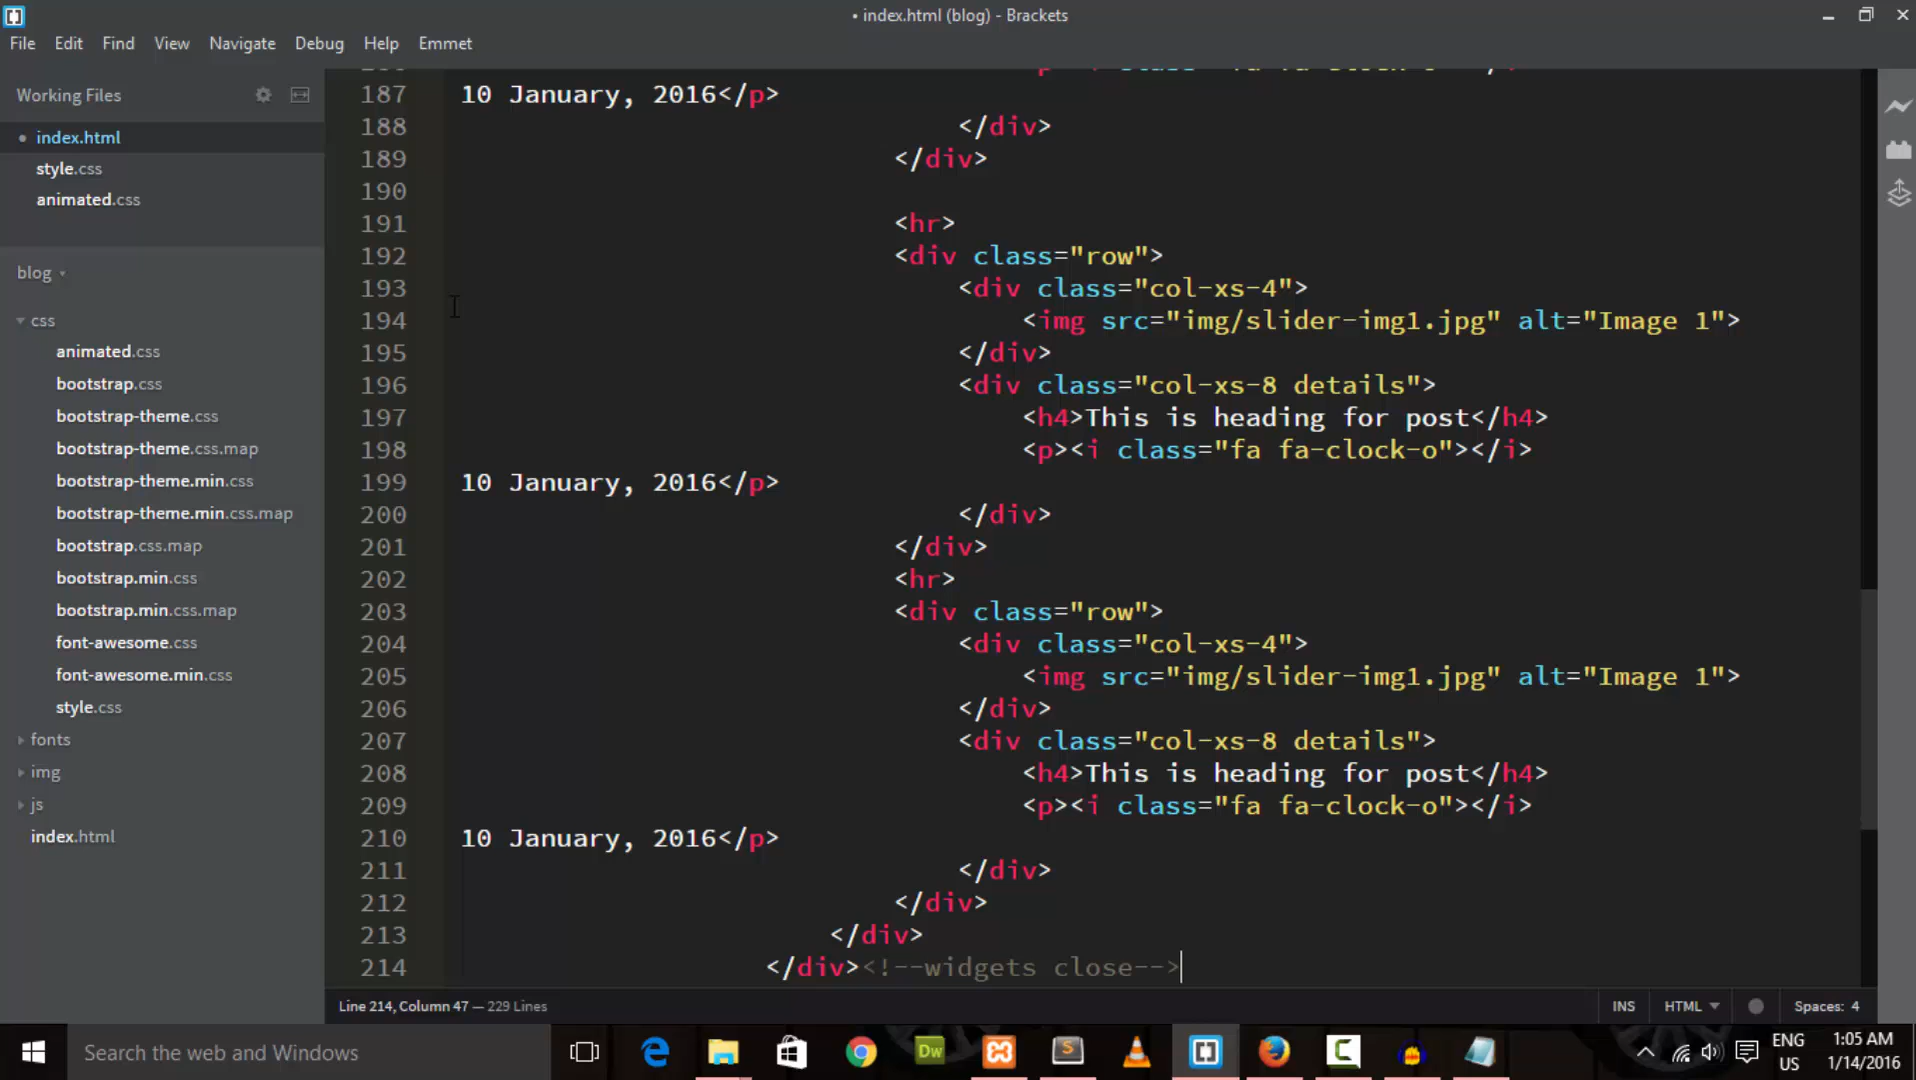 • index.html (blog) - Brackets
File Edit Find View Navigate Debug Help Emmet
Working Files
index.html
style.css
animated.css
blog
css
animated.css
bootstrap.css
bootstrap-theme.css
bootstrap-theme.css.map
bootstrap-theme.min.css
bootstrap-theme.min.css.map
bootstrap.css.map
bootstrap.min.css
bootstrap.min.css.map
font-awesome.css
font-awesome.min.css
style.css
fonts
img
js
index.html
187 10 January, 2016</p>
188 </div>
189 </div>
190
191 <hr>
192 <div class="row">
193 <div class="col-xs-4">
194 <img src="img/slider-img1.jpg" alt="Image 1">
195 </div>
196 <div class="col-xs-8 details">
197 <h4>This is heading for post</h4>
198 <p><i class="fa fa-clock-o"></i>
199 10 January, 2016</p>
200 </div>
201 </div>
202 <hr>
203 <div class="row">
204 <div class="col-xs-4">
205 <img src="img/slider-img1.jpg" alt="Image 1">
206 </div>
207 <div class="col-xs-8 details">
208 <h4>This is heading for post</h4>
209 <p><i class="fa fa-clock-o"></i>
210 10 January, 2016</p>
211 </div>
212 </div>
213 </div>
214 </div><!--widgets close-->
Line 214, Column 47 — 229 Lines
INS HTML Spaces: 4
Search the web and Windows
Dw
ENG
US
1:05 AM
1/14/2016